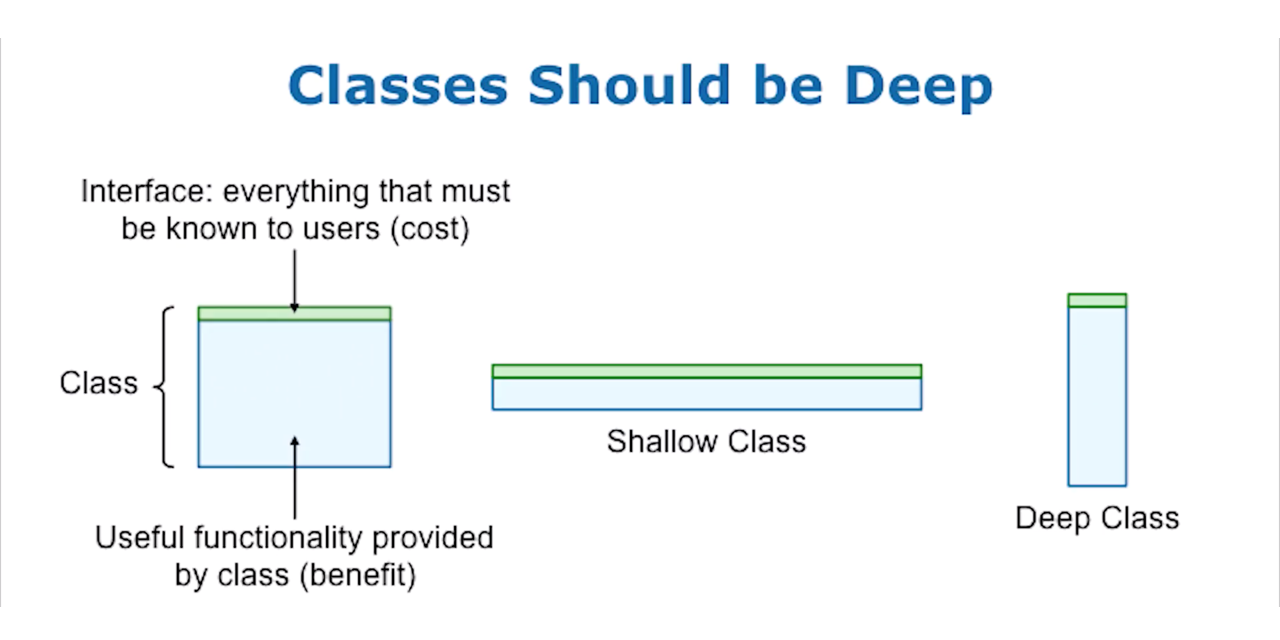 Classes Should be Deep
Interface: everything that must
be known to users (cost)
Class
Useful functionality provided
by class (benefit)
Shallow Class
Deep Class